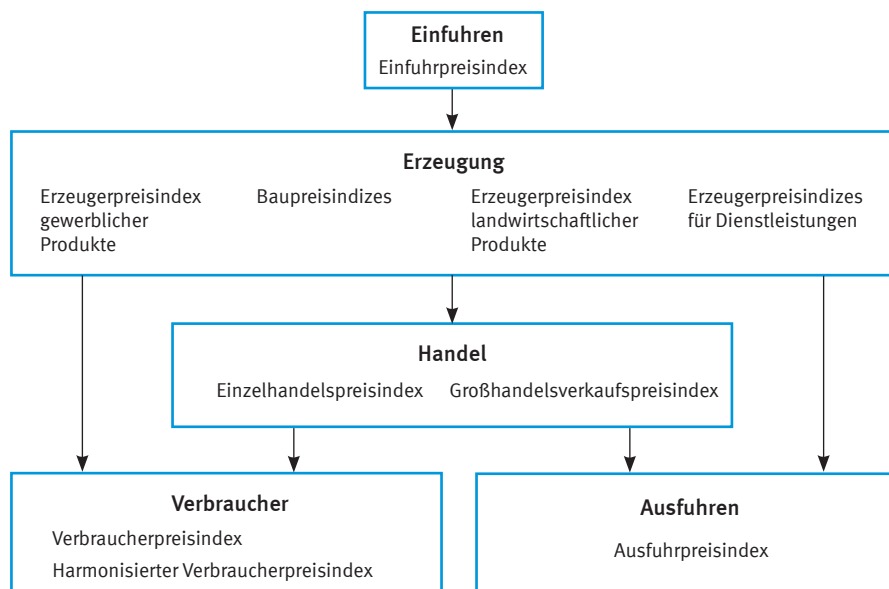 Einfuhren
Einfuhrpreisindex
Erzeugung
Erzeugerpreisindex
gewerblicher
Produkte
Baupreisindizes
Erzeugerpreisindex
landwirtschaftlicher
Produkte
Erzeugerpreisindizes
für Dienstleistungen
Handel
Einzelhandelspreisindex
Großhandelsverkaufspreisindex
Verbraucher
Verbraucherpreisindex
Harmonisierter Verbraucherpreisindex
Ausfuhren
Ausfuhrpreisindex